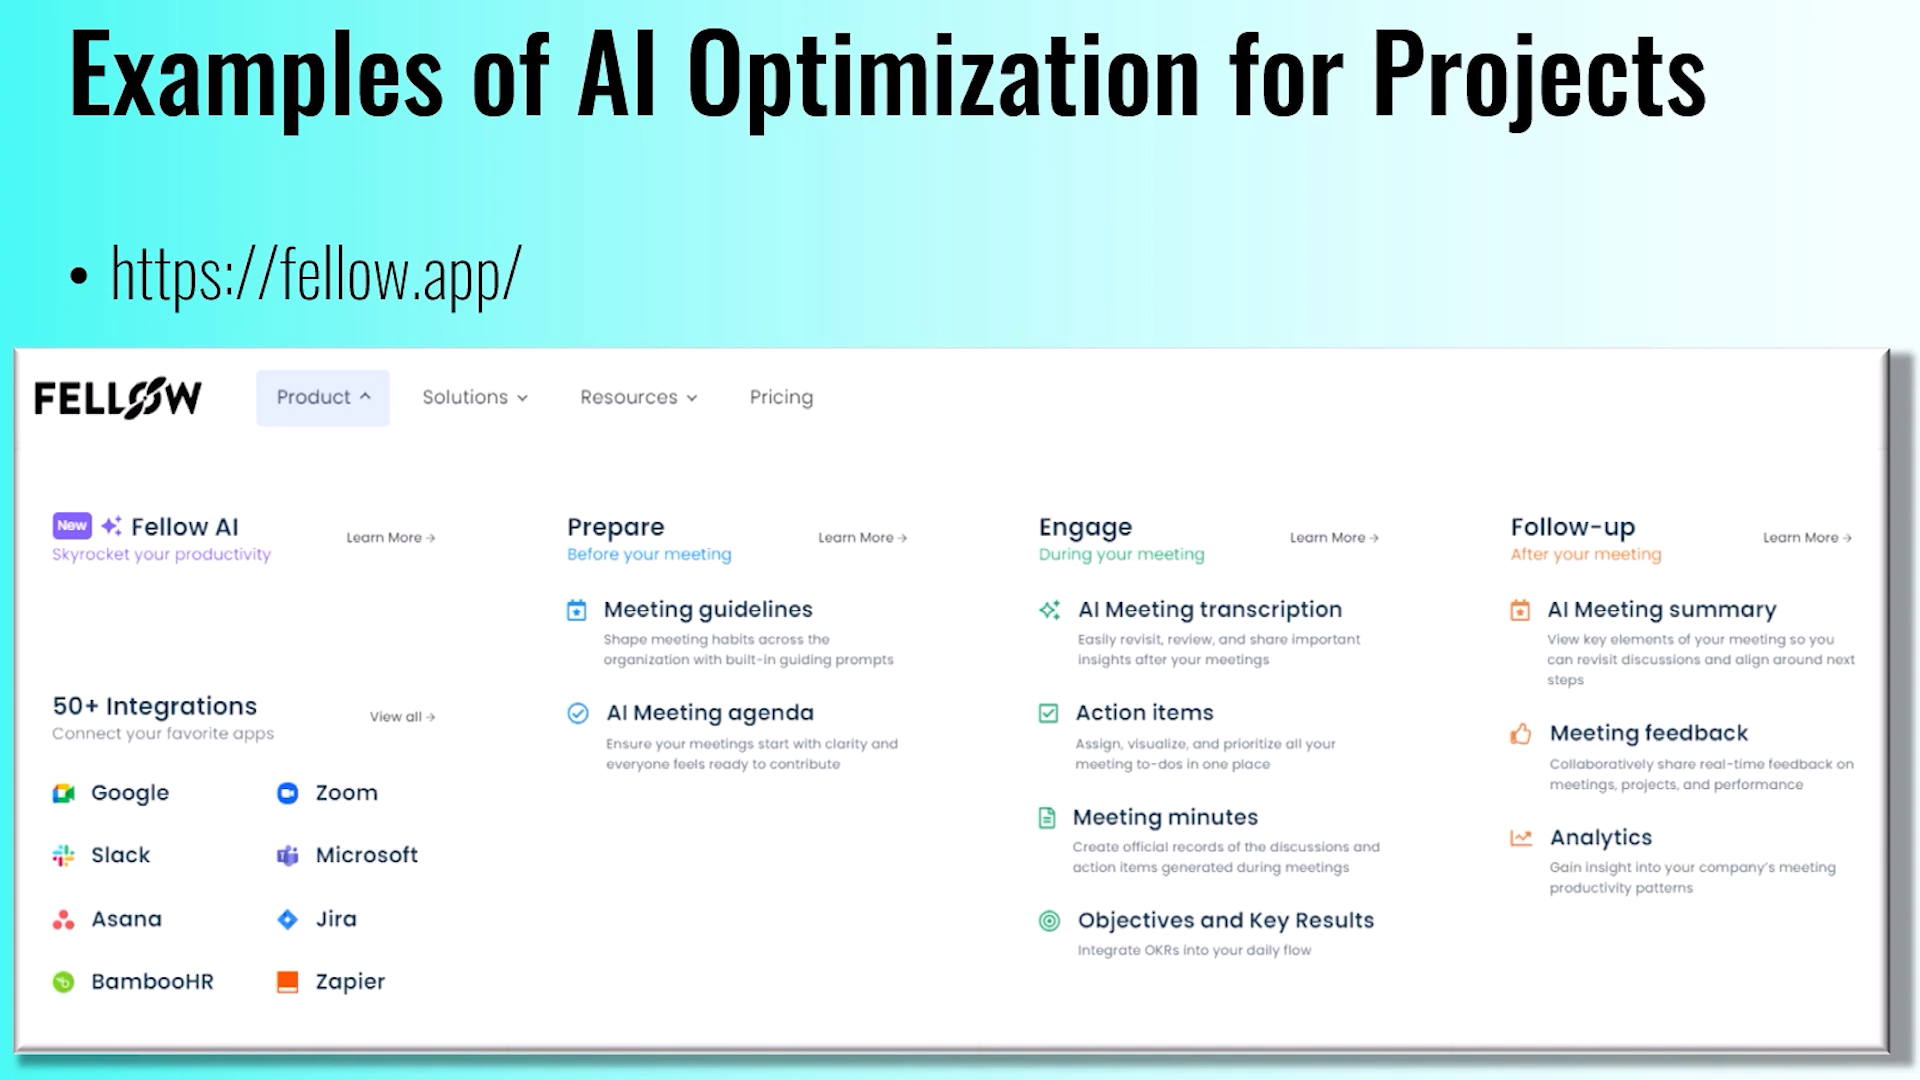 Examples of AI Optimization for Projects
• https://fellow.app/
FELLOW
Product
Solutions
Resources
Pricing
New Fellow AI
Learn More →
Skyrocket your productivity
50+ Integrations
View all →
Connect your favorite apps
Google
Zoom
Slack
Microsoft
Asana
Jira
BambooHR
Zapier
Prepare
Learn More →
Before your meeting
Meeting guidelines
Shape meeting habits across the
organization with built-in guiding prompts
AI Meeting agenda
Ensure your meetings start with clarity and
everyone feels ready to contribute
Engage
Learn More →
During your meeting
AI Meeting transcription
Easily revisit, review, and share important
insights after your meetings
Action items
Assign, visualize, and prioritize all your
meeting to-dos in one place
Meeting minutes
Create official records of the discussions and
action items generated during meetings
Objectives and Key Results
Integrate OKRs into your daily flow
Follow-up
Learn More →
After your meeting
AI Meeting summary
View key elements of your meeting so you
can revisit discussions and align around next
steps
Meeting feedback
Collaboratively share real-time feedback on
meetings, projects, and performance
Analytics
Gain insight into your company's meeting
productivity patterns